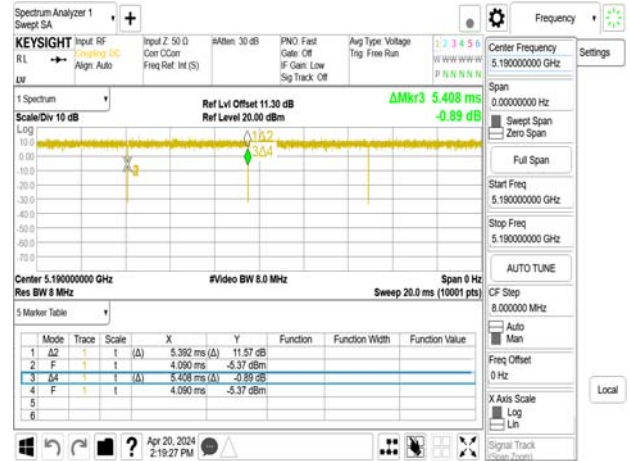 Spectrum Analyzer 1
Swept SA
Frequency
KEYSIGHT
RL
Input: RF
Coupling: DC
Align: Auto
Input Z: 50 Ω
Corr CCorr
Freq Ref: Int (S)
#Atten: 30 dB
PNO: Fast
Gate: Off
IF Gain: Low
Sig Track: Off
Avg Type: Voltage
Trig: Free Run
1 2 3 4 5 6
W W W W W W
P N N N N N
1 Spectrum
Scale/Div 10 dB
Ref Lvl Offset 11.30 dB
Ref Level 20.00 dBm
ΔMkr3 5.408 ms
-0.89 dB
Log
10.0
0.00
-10.0
-20.0
-30.0
-40.0
-50.0
-60.0
-70.0
1Δ2
3Δ4
Center 5.190000000 GHz
Res BW 8 MHz
#Video BW 8.0 MHz
Span 0 Hz
Sweep 20.0 ms (10001 pts)
5 Marker Table
Mode Trace Scale X Y Function Function Width Function Value
1 Δ2 1 t (Δ) 5.392 ms (Δ) 11.57 dB
2 F 1 t 4.090 ms -5.37 dBm
3 Δ4 1 t (Δ) 5.408 ms (Δ) -0.89 dB
4 F 1 t 4.090 ms -5.37 dBm
5
6
?
Apr 20, 2024
2:19:27 PM
Center Frequency
5.190000000 GHz
Span
0.00000000 Hz
Swept Span
Zero Span
Full Span
Start Freq
5.190000000 GHz
Stop Freq
5.190000000 GHz
AUTO TUNE
CF Step
8.000000 MHz
Auto
Man
Freq Offset
0 Hz
X Axis Scale
Log
Lin
Signal Track
(Span Zoom)
Settings
Local